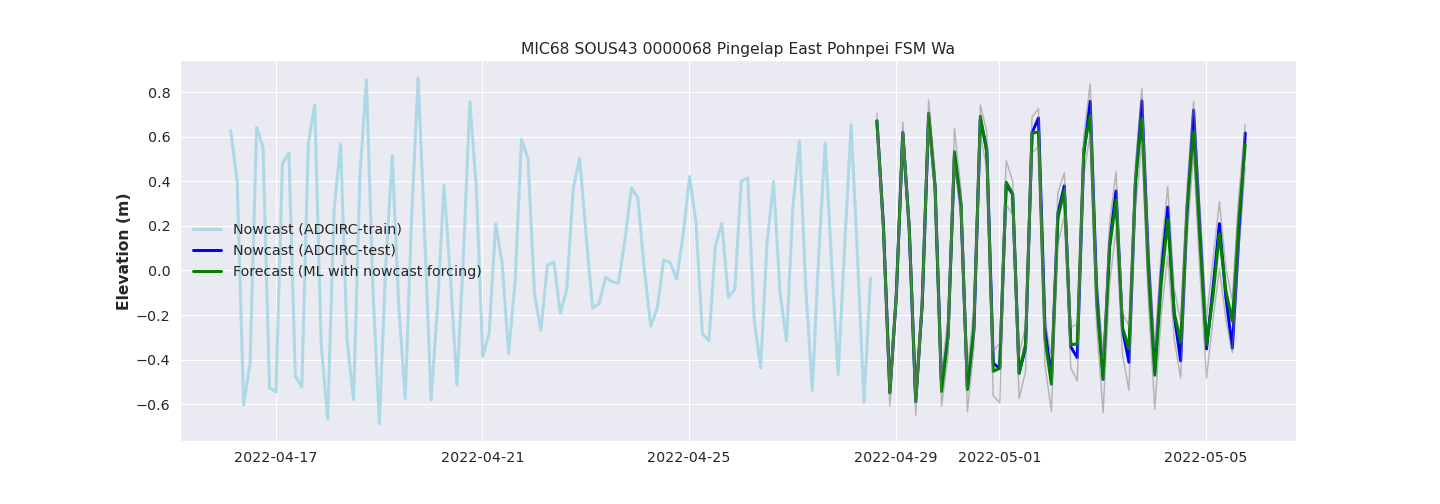 MIC68 SOUS43 0000068 Pingelap East Pohnpei FSM Wa
Elevation (m)
0.8
0.6
0.4
0.2
0.0
−0.2
−0.4
−0.6
Nowcast (ADCIRC-train)
Nowcast (ADCIRC-test)
Forecast (ML with nowcast forcing)
2022-04-17 2022-04-21 2022-04-25 2022-04-29 2022-05-01 2022-05-05